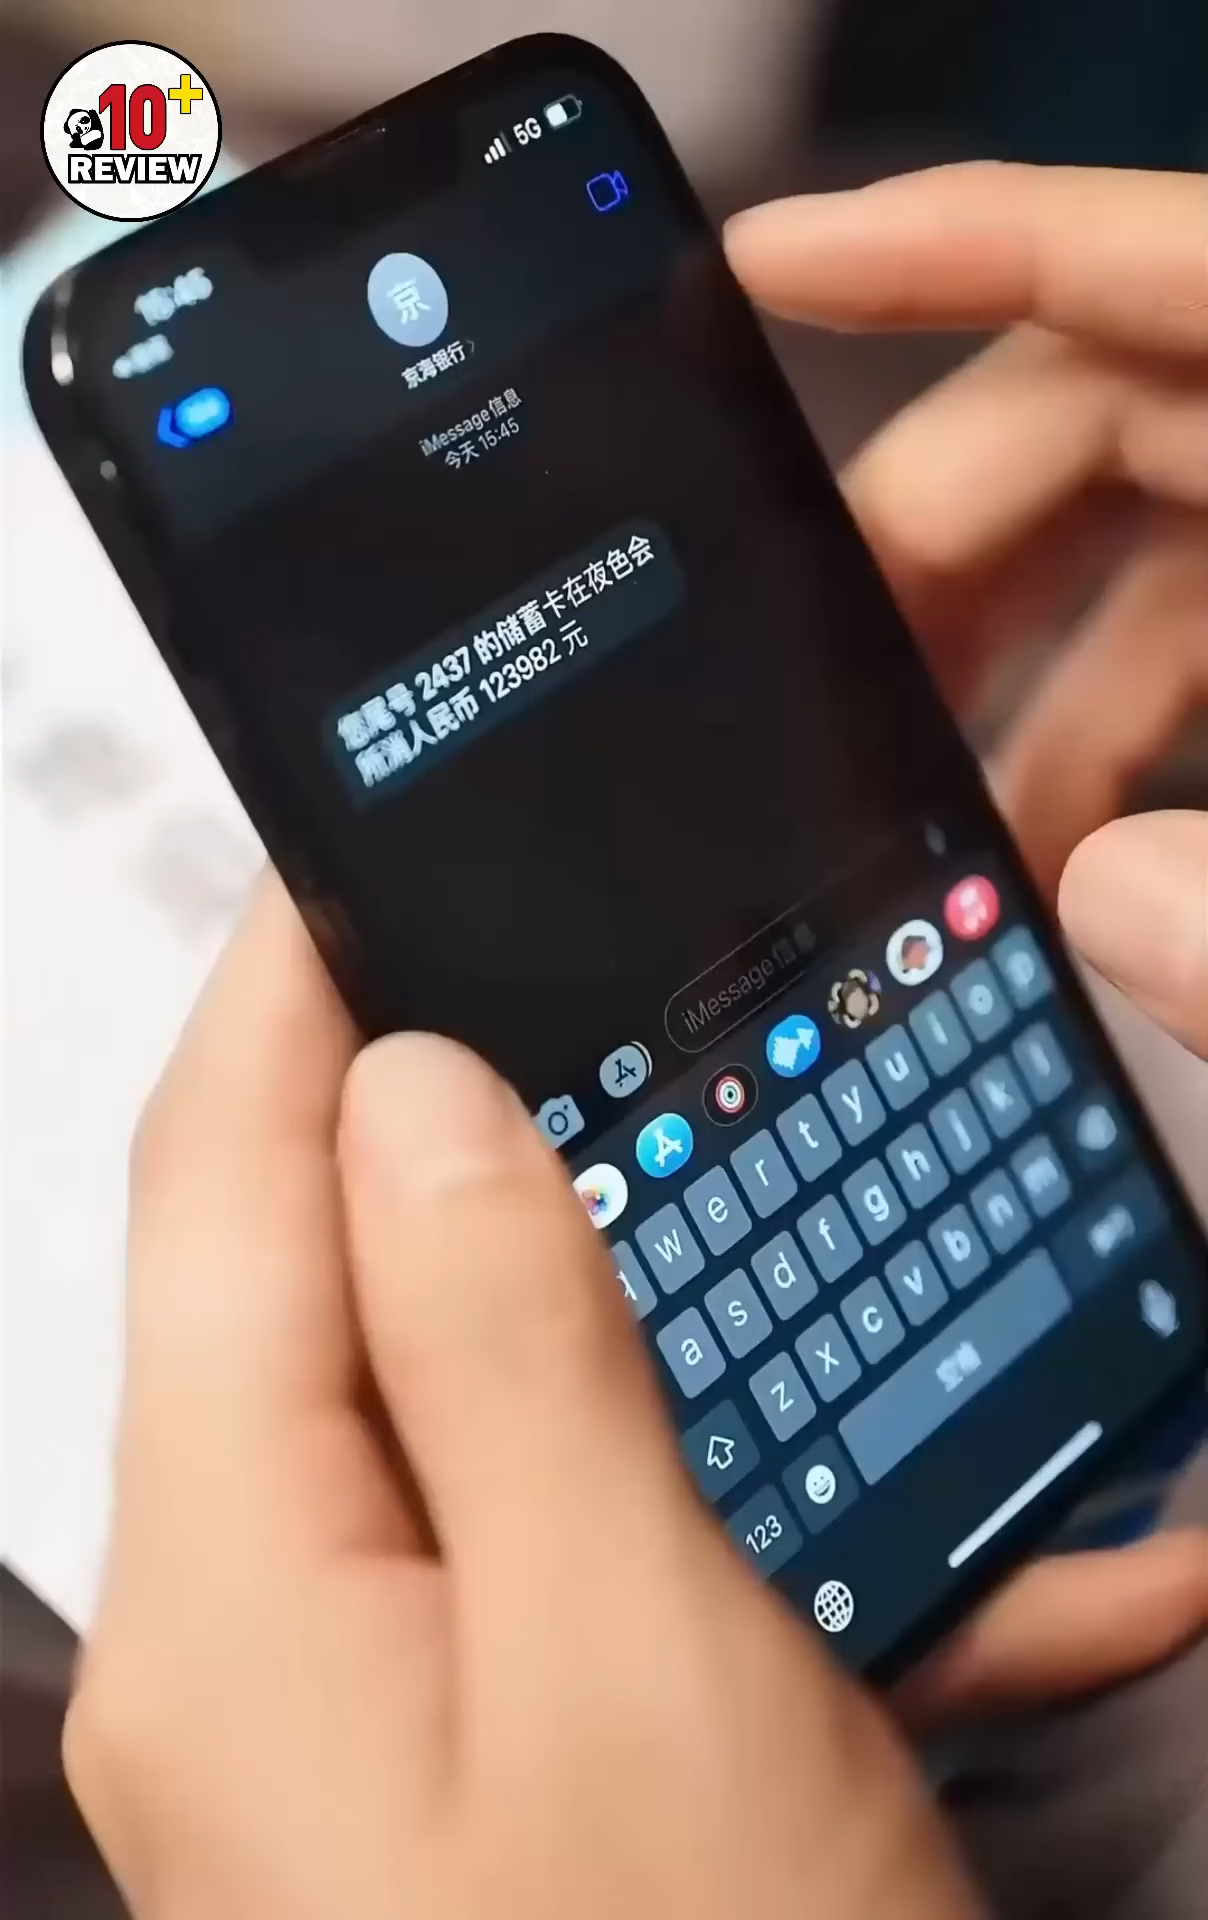 10+
REVIEW
5G
15:45
京
京海银行
iMessage信息
今天 15:45
您尾号 2437 的储蓄卡在夜色会
所消人民币 123982 元
iMessage信息
w e r t y u i o p
a s d f g h j k l
z x c v b n m
123
空格